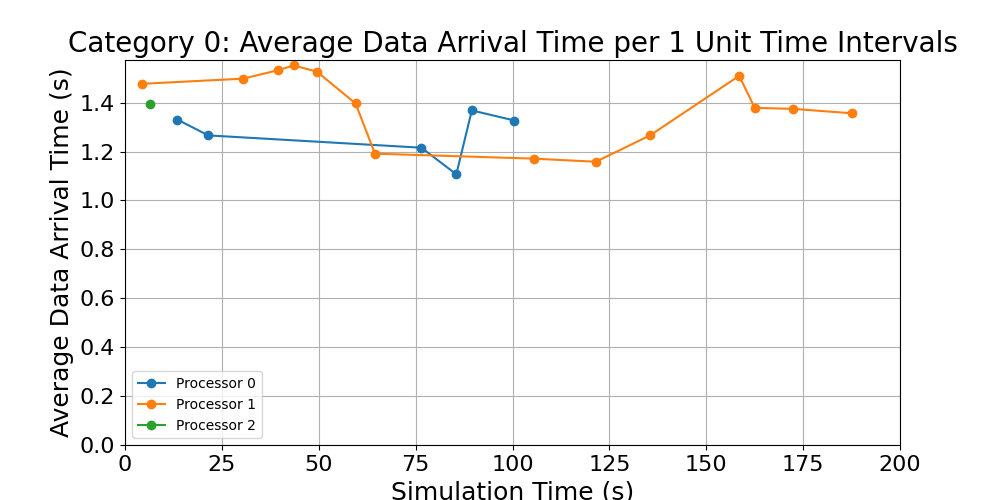 Category 0: Average Data Arrival Time per 1 Unit Time Intervals
Average Data Arrival Time (s)
1.4
1.2
1.0
0.8
0.6
0.4
0.2
0.0
Processor 0
Processor 1
Processor 2
0 25 50 75 100 125 150 175 200
Simulation Time (s)